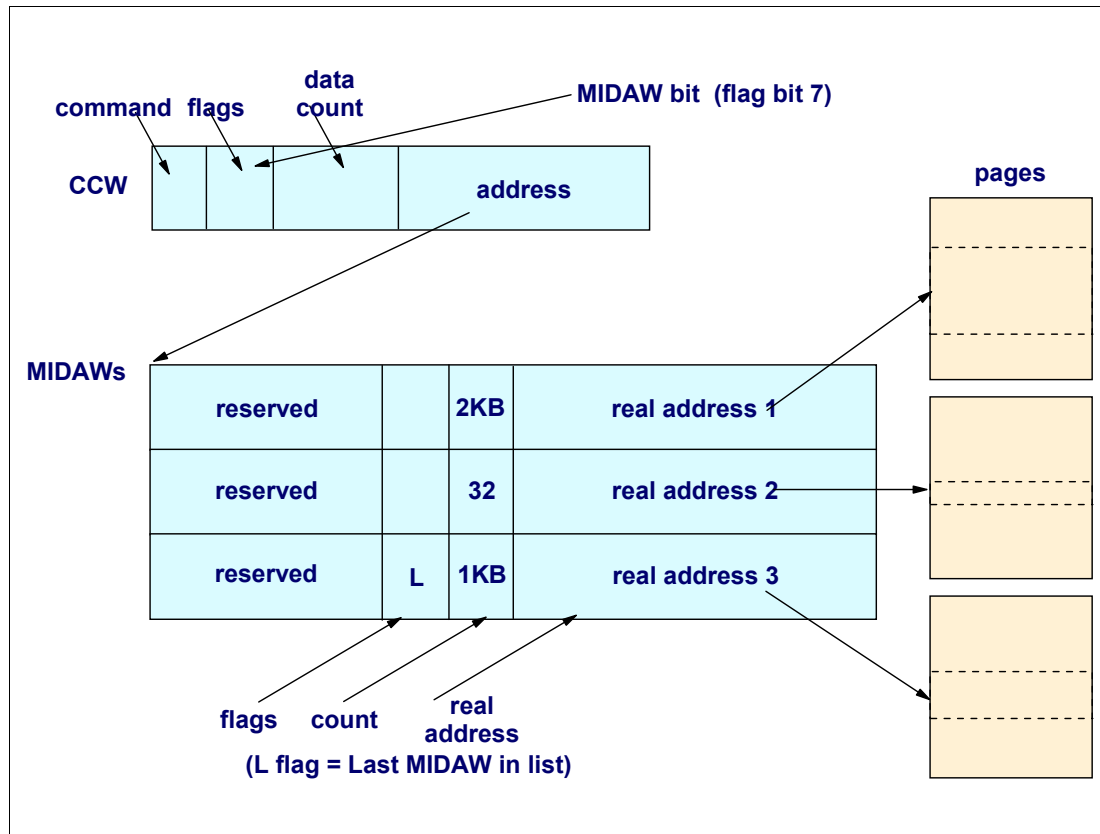 data
command flags count MIDAW bit (flag bit 7)
CCW address
pages
MIDAWs
reserved 2KB real address 1
reserved 32 real address 2
reserved L 1KB real address 3
flags count real
address
(L flag = Last MIDAW in list)